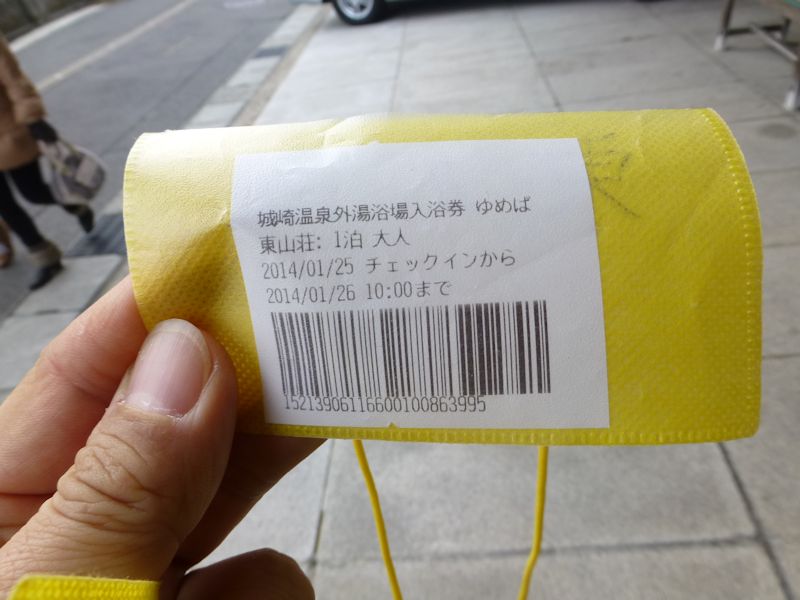 城崎温泉外湯浴場入浴券 ゆめぱ
東山荘: 1泊 大人
2014/01/25 チェックインから
2014/01/26 10:00まで
15213906116600100863995